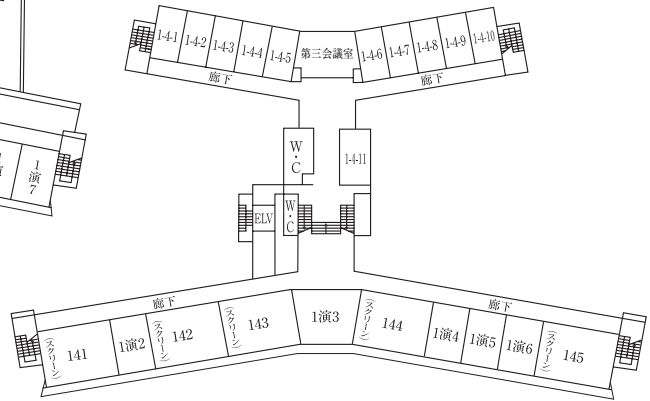 1-4-1
1-4-2
1-4-3
1-4-4
1-4-5
第三会議室
1-4-6
1-4-7
1-4-8
1-4-9
1-4-10
廊下
廊下
W・C
1-4-11
1演7
ELV
W・C
廊下
廊下
(スクリーン)
141
1演2
(スクリーン)
142
(スクリーン)
143
1演3
(スクリーン)
144
1演4
1演5
1演6
(スクリーン)
145